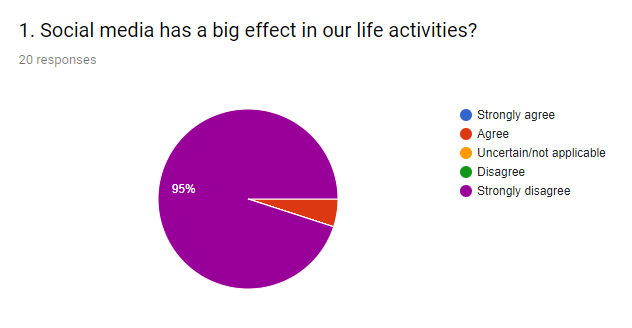 1. Social media has a big effect in our life activities?
20 responses
95%
Strongly agree
Agree
Uncertain/not applicable
Disagree
Strongly disagree